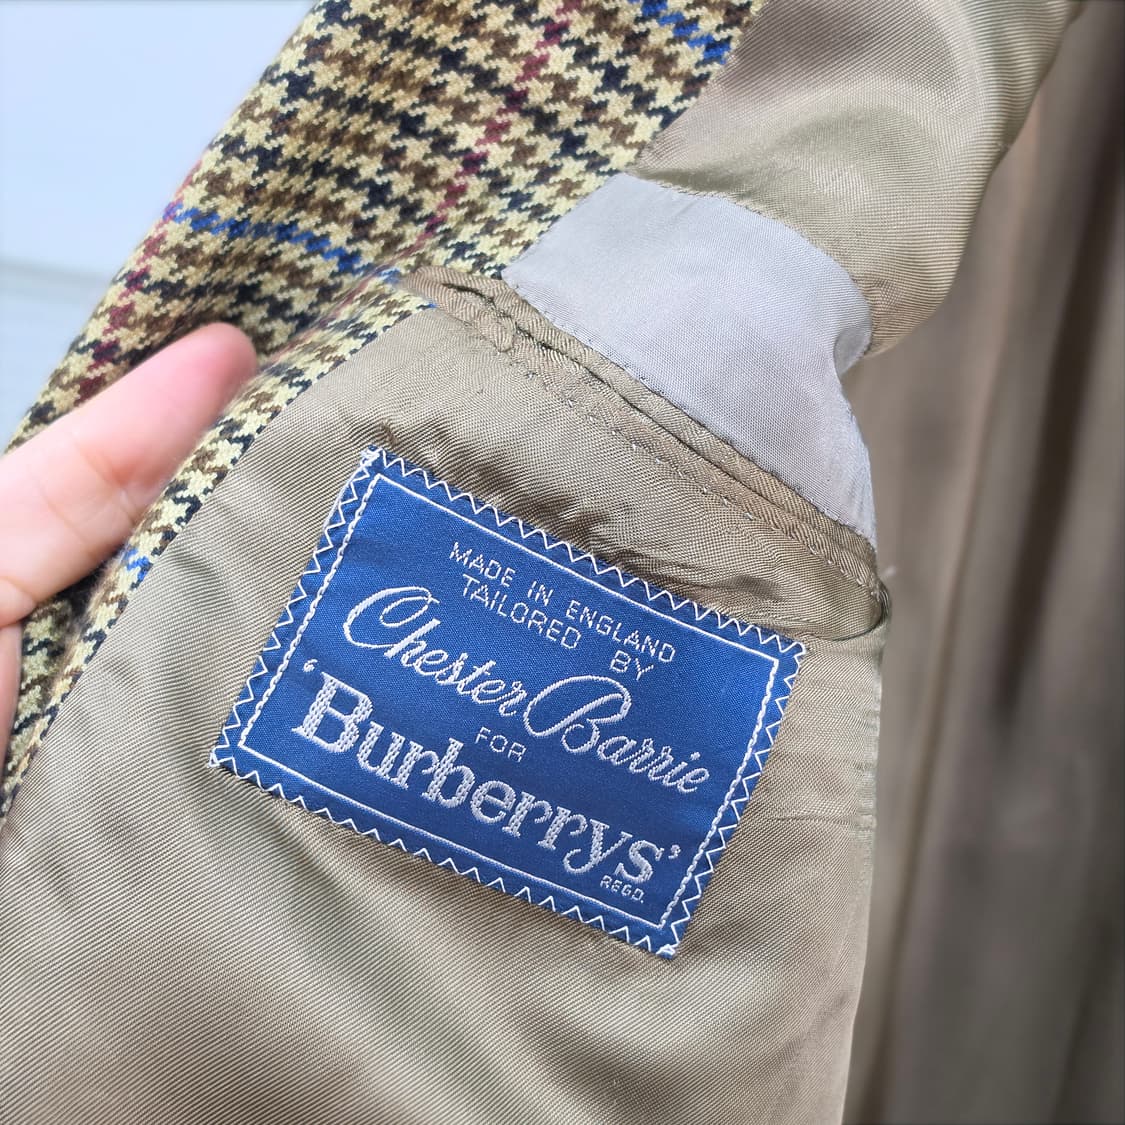 MADE IN ENGLAND
TAILORED BY
Chester Barrie
FOR
'Burberrys'
REGD.